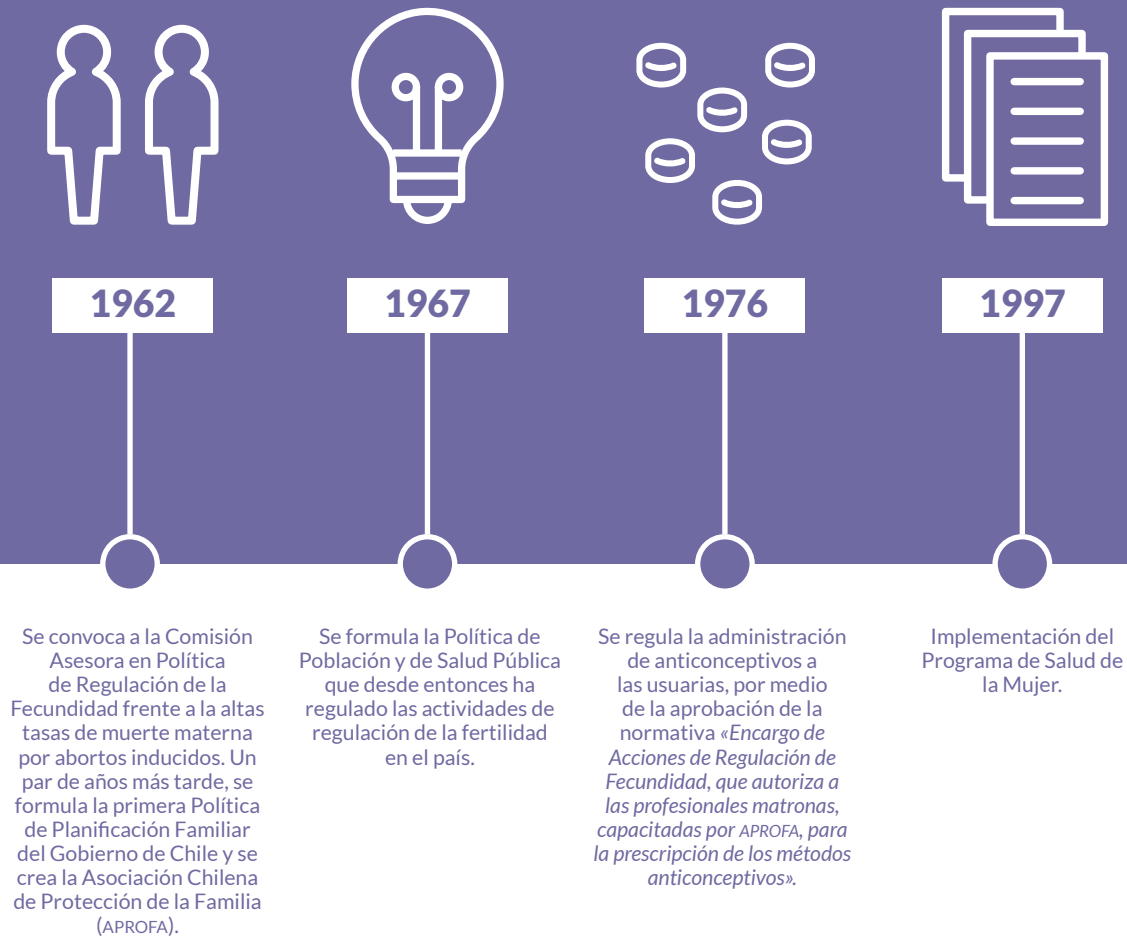 1962
1967
1976
1997
Se convoca a la Comisión
Asesora en Política
de Regulación de la
Fecundidad frente a la altas
tasas de muerte materna
por abortos inducidos. Un
par de años más tarde, se
formula la primera Política
de Planificación Familiar
del Gobierno de Chile y se
crea la Asociación Chilena
de Protección de la Familia
(APROFA).
Se formula la Política de
Población y de Salud Pública
que desde entonces ha
regulado las actividades de
regulación de la fertilidad
en el país.
Se regula la administración
de anticonceptivos a
las usuarias, por medio
de la aprobación de la
normativa «Encargo de
Acciones de Regulación de
Fecundidad, que autoriza a
las profesionales matronas,
capacitadas por APROFA, para
la prescripción de los métodos
anticonceptivos».
Implementación del
Programa de Salud de
la Mujer.